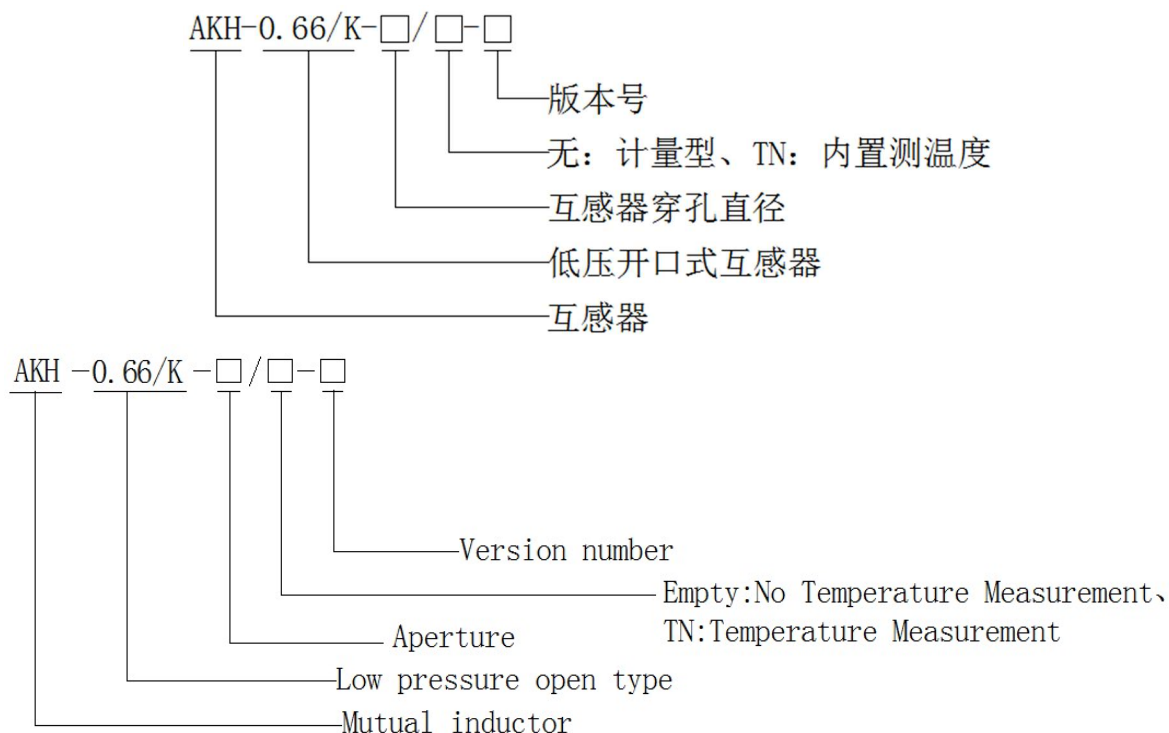 AKH-0.66/K-□/□-□
版本号
无：计量型、TN：内置测温度
互感器穿孔直径
低压开口式互感器
互感器
AKH-0.66/K-□/□-□
Version number
Empty:No Temperature Measurement、
TN:Temperature Measurement
Aperture
Low pressure open type
Mutual inductor